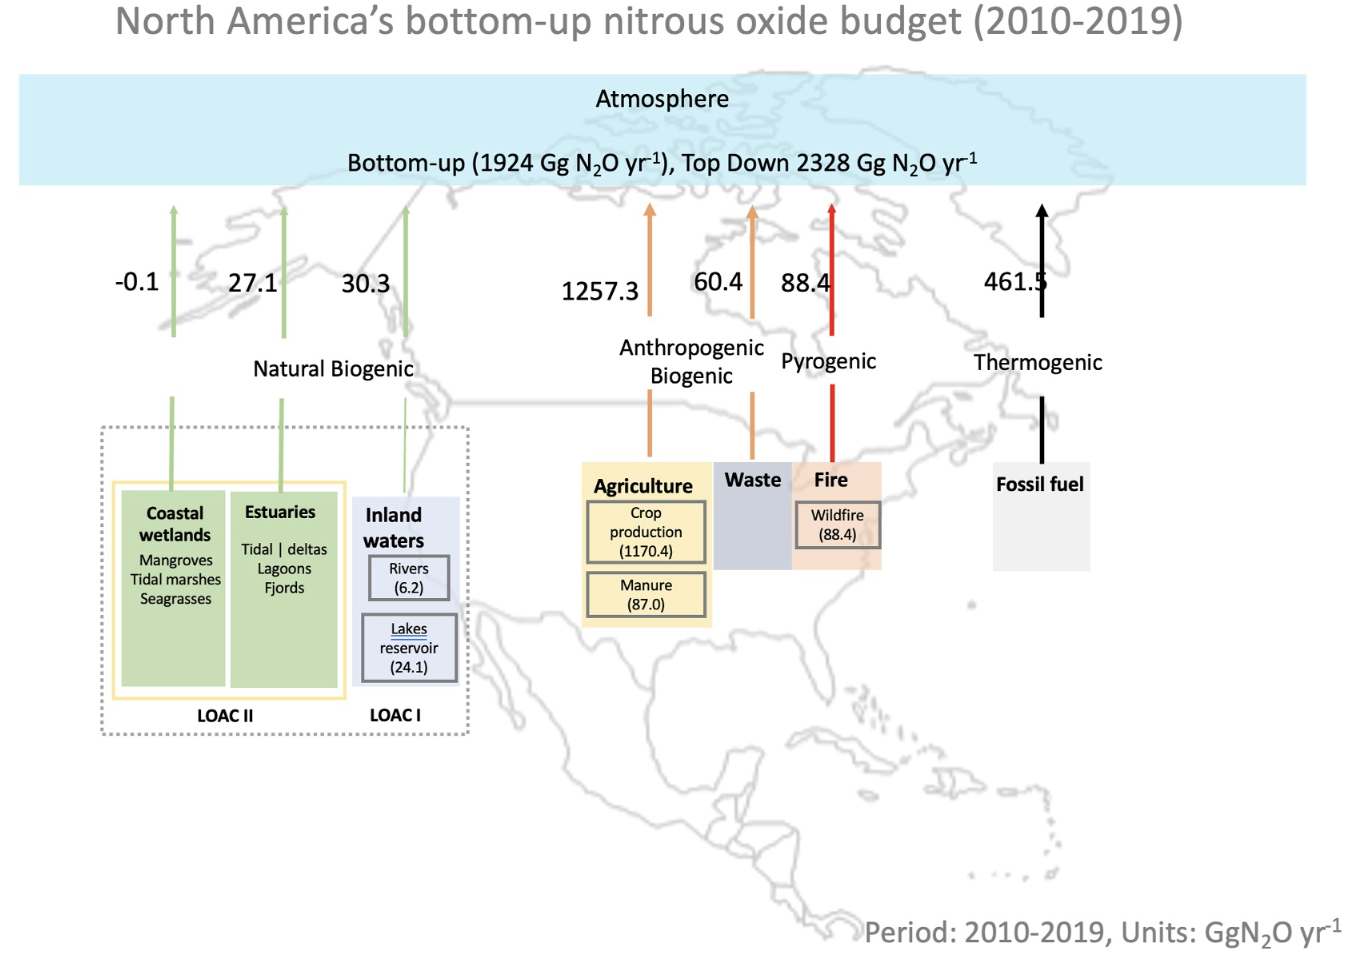 North America’s bottom-up nitrous oxide budget (2010-2019)
Atmosphere
Bottom-up (1924 Gg N₂O yr⁻¹), Top Down 2328 Gg N₂O yr⁻¹
-0.1
27.1
30.3
1257.3
60.4
88.4
461.5
Natural Biogenic
Anthropogenic
Biogenic
Pyrogenic
Thermogenic
Coastal
wetlands
Mangroves
Tidal marshes
Seagrasses
Estuaries
Tidal | deltas
Lagoons
Fjords
LOAC II
Inland
waters
Rivers
(6.2)
Lakes
reservoir
(24.1)
LOAC I
Agriculture
Crop
production
(1170.4)
Manure
(87.0)
Waste
Fire
Wildfire
(88.4)
Fossil fuel
Period: 2010-2019, Units: GgN₂O yr⁻¹